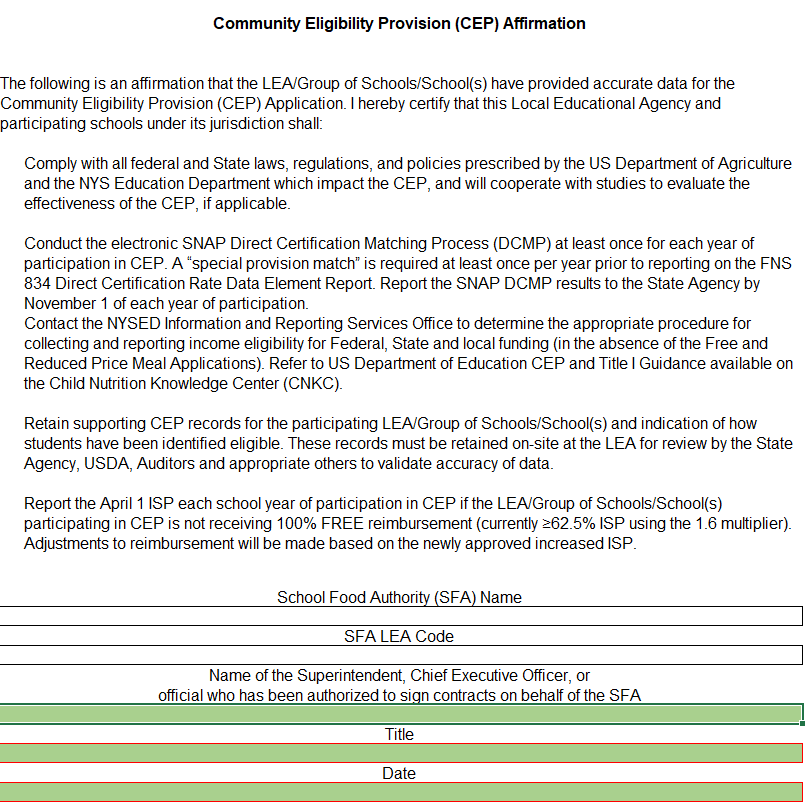 Community Eligibility Provision (CEP) Affirmation
The following is an affirmation that the LEA/Group of Schools/School(s) have provided accurate data for the
Community Eligibility Provision (CEP) Application. I hereby certify that this Local Educational Agency and
participating schools under its jurisdiction shall:
Comply with all federal and State laws, regulations, and policies prescribed by the US Department of Agriculture
and the NYS Education Department which impact the CEP, and will cooperate with studies to evaluate the
effectiveness of the CEP, if applicable.
Conduct the electronic SNAP Direct Certification Matching Process (DCMP) at least once for each year of
participation in CEP. A “special provision match” is required at least once per year prior to reporting on the FNS
834 Direct Certification Rate Data Element Report. Report the SNAP DCMP results to the State Agency by
November 1 of each year of participation.
Contact the NYSED Information and Reporting Services Office to determine the appropriate procedure for
collecting and reporting income eligibility for Federal, State and local funding (in the absence of the Free and
Reduced Price Meal Applications). Refer to US Department of Education CEP and Title I Guidance available on
the Child Nutrition Knowledge Center (CNKC).
Retain supporting CEP records for the participating LEA/Group of Schools/School(s) and indication of how
students have been identified eligible. These records must be retained on-site at the LEA for review by the State
Agency, USDA, Auditors and appropriate others to validate accuracy of data.
Report the April 1 ISP each school year of participation in CEP if the LEA/Group of Schools/School(s)
participating in CEP is not receiving 100% FREE reimbursement (currently ≥62.5% ISP using the 1.6 multiplier).
Adjustments to reimbursement will be made based on the newly approved increased ISP.
School Food Authority (SFA) Name
SFA LEA Code
Name of the Superintendent, Chief Executive Officer, or
official who has been authorized to sign contracts on behalf of the SFA
Title
Date